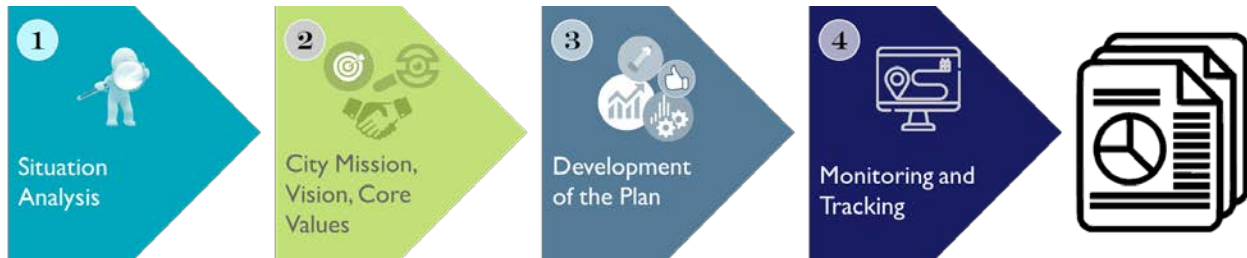 1
Situation
Analysis
2
City Mission,
Vision, Core
Values
3
Development
of the Plan
4
Monitoring and
Tracking